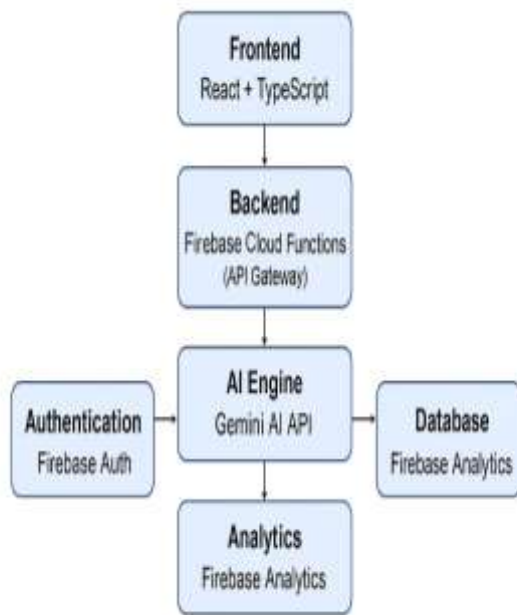 Frontend
React + TypeScript
Backend
Firebase Cloud Functions
(API Gateway)
AI Engine
Gemini AI API
Authentication
Firebase Auth
Database
Firebase Analytics
Analytics
Firebase Analytics